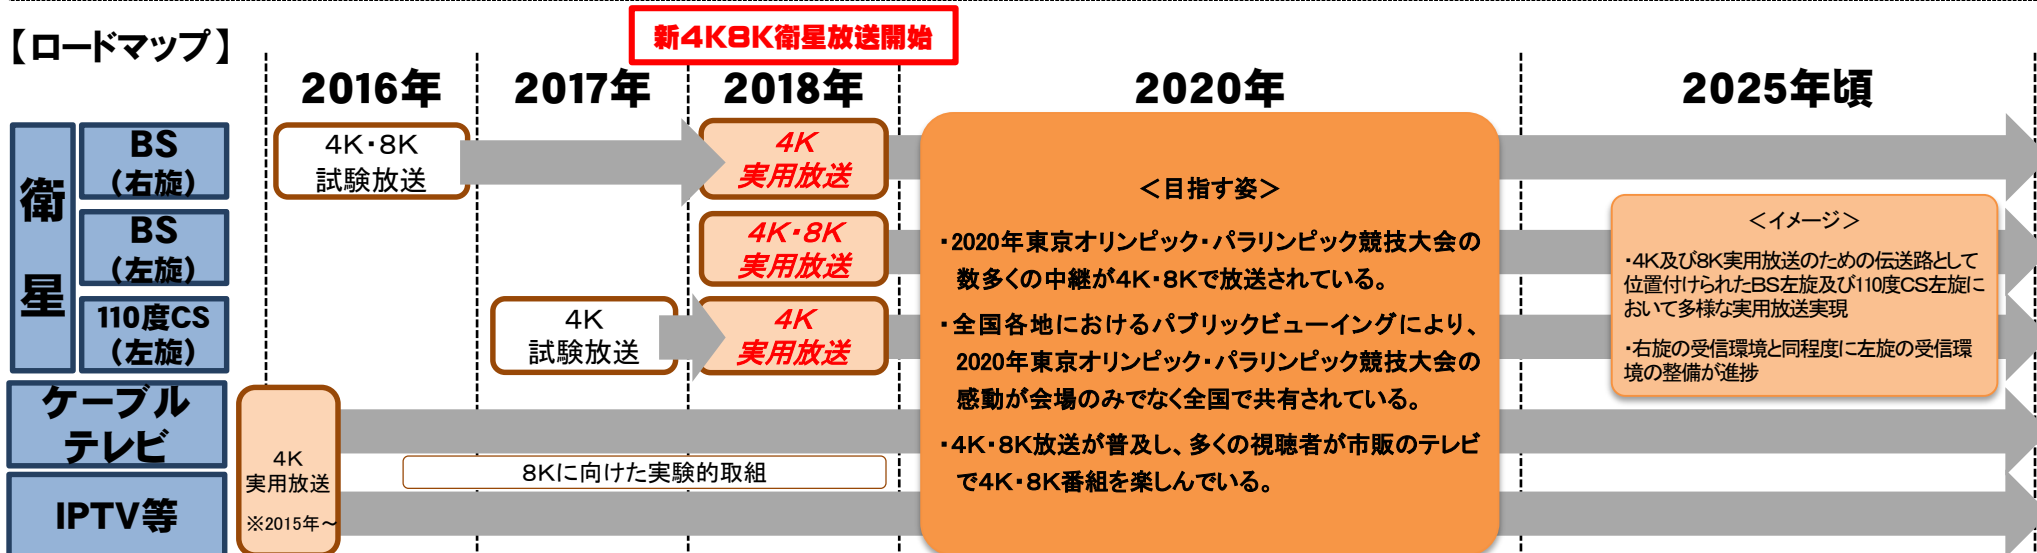 【ロードマップ】
新4K8K衛星放送開始
2016年
2017年
2018年
2020年
2025年頃
衛星
BS
(右旋)
4K・8K
試験放送
4K
実用放送
BS
(左旋)
4K・8K
実用放送
110度CS
(左旋)
4K
試験放送
4K
実用放送
ケーブル
テレビ
IPTV等
4K
実用放送
※2015年～
8Kに向けた実験的取組
＜目指す姿＞
・2020年東京オリンピック・パラリンピック競技大会の
数多くの中継が4K・8Kで放送されている。
・全国各地におけるパブリックビューイングにより、
2020年東京オリンピック・パラリンピック競技大会の
感動が会場のみでなく全国で共有されている。
・4K・8K放送が普及し、多くの視聴者が市販のテレビ
で4K・8K番組を楽しんでいる。
＜イメージ＞
・4K及び8K実用放送のための伝送路として
位置付けられたBS左旋及び110度CS左旋に
おいて多様な実用放送実現
・右旋の受信環境と同程度に左旋の受信環
境の整備が進捗